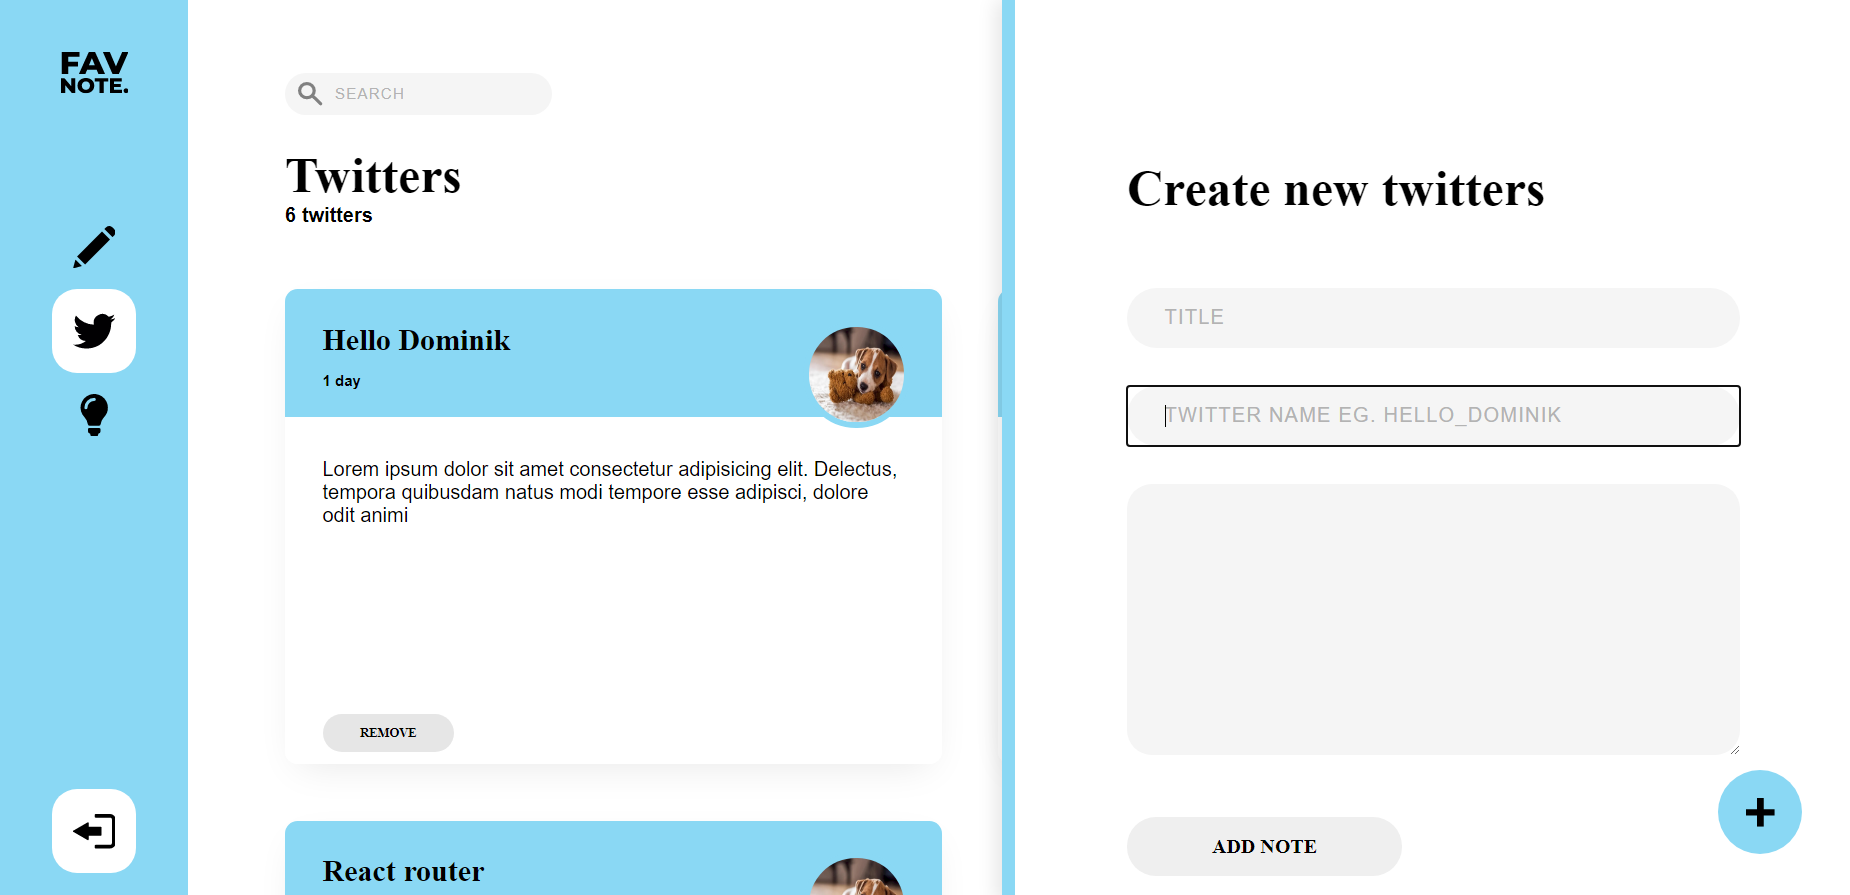 FAV
NOTE.
SEARCH
Twitters
6 twitters
Hello Dominik
1 day
Lorem ipsum dolor sit amet consectetur adipisicing elit. Delectus,
tempora quibusdam natus modi tempore esse adipisci, dolore
odit animi
REMOVE
React router
Create new twitters
TITLE
TWITTER NAME EG. HELLO_DOMINIK
ADD NOTE